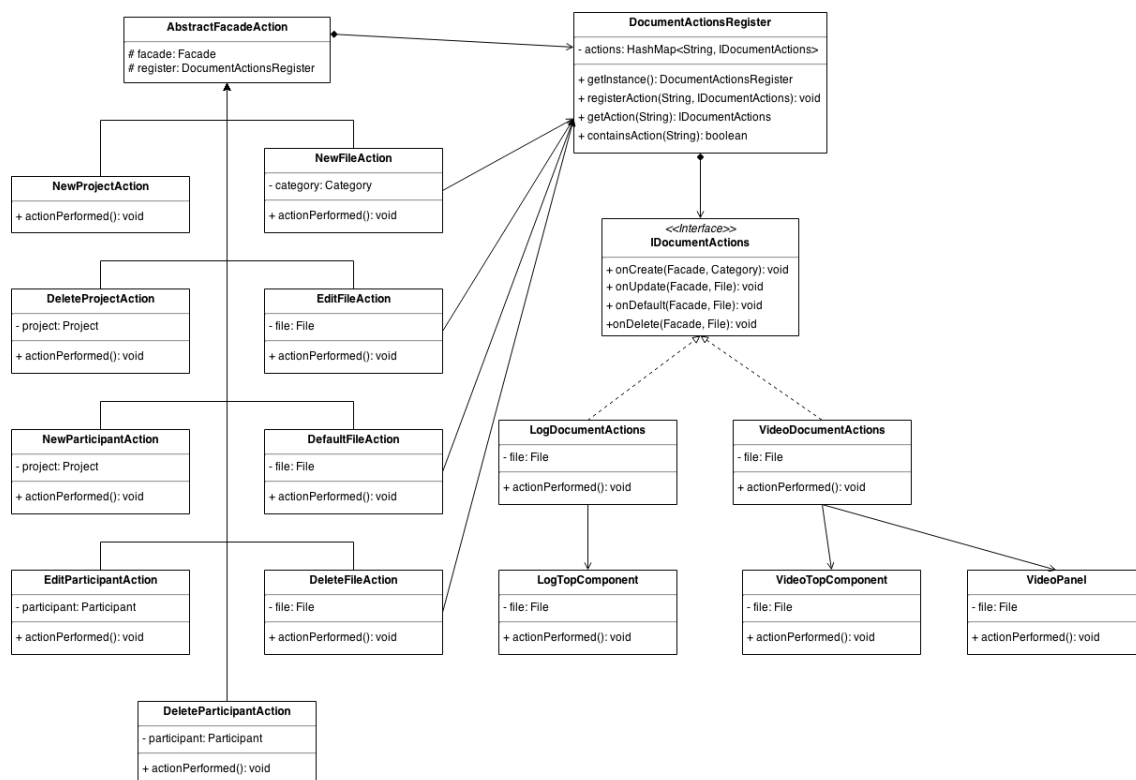 AbstractFacadeAction
# facade: Facade
# register: DocumentActionsRegister
DocumentActionsRegister
- actions: HashMap<String, IDocumentActions>
+ getInstance(): DocumentActionsRegister
+ registerAction(String, IDocumentActions): void
+ getAction(String): IDocumentActions
+ containsAction(String): boolean
NewProjectAction
+ actionPerformed(): void
NewFileAction
- category: Category
+ actionPerformed(): void
<<Interface>>
IDocumentActions
+ onCreate(Facade, Category): void
+ onUpdate(Facade, File): void
+ onDefault(Facade, File): void
+onDelete(Facade, File): void
DeleteProjectAction
- project: Project
+ actionPerformed(): void
EditFileAction
- file: File
+ actionPerformed(): void
NewParticipantAction
- project: Project
+ actionPerformed(): void
DefaultFileAction
- file: File
+ actionPerformed(): void
LogDocumentActions
- file: File
+ actionPerformed(): void
VideoDocumentActions
- file: File
+ actionPerformed(): void
EditParticipantAction
- participant: Participant
+ actionPerformed(): void
DeleteFileAction
- file: File
+ actionPerformed(): void
LogTopComponent
- file: File
+ actionPerformed(): void
VideoTopComponent
- file: File
+ actionPerformed(): void
VideoPanel
- file: File
+ actionPerformed(): void
DeleteParticipantAction
- participant: Participant
+ actionPerformed(): void